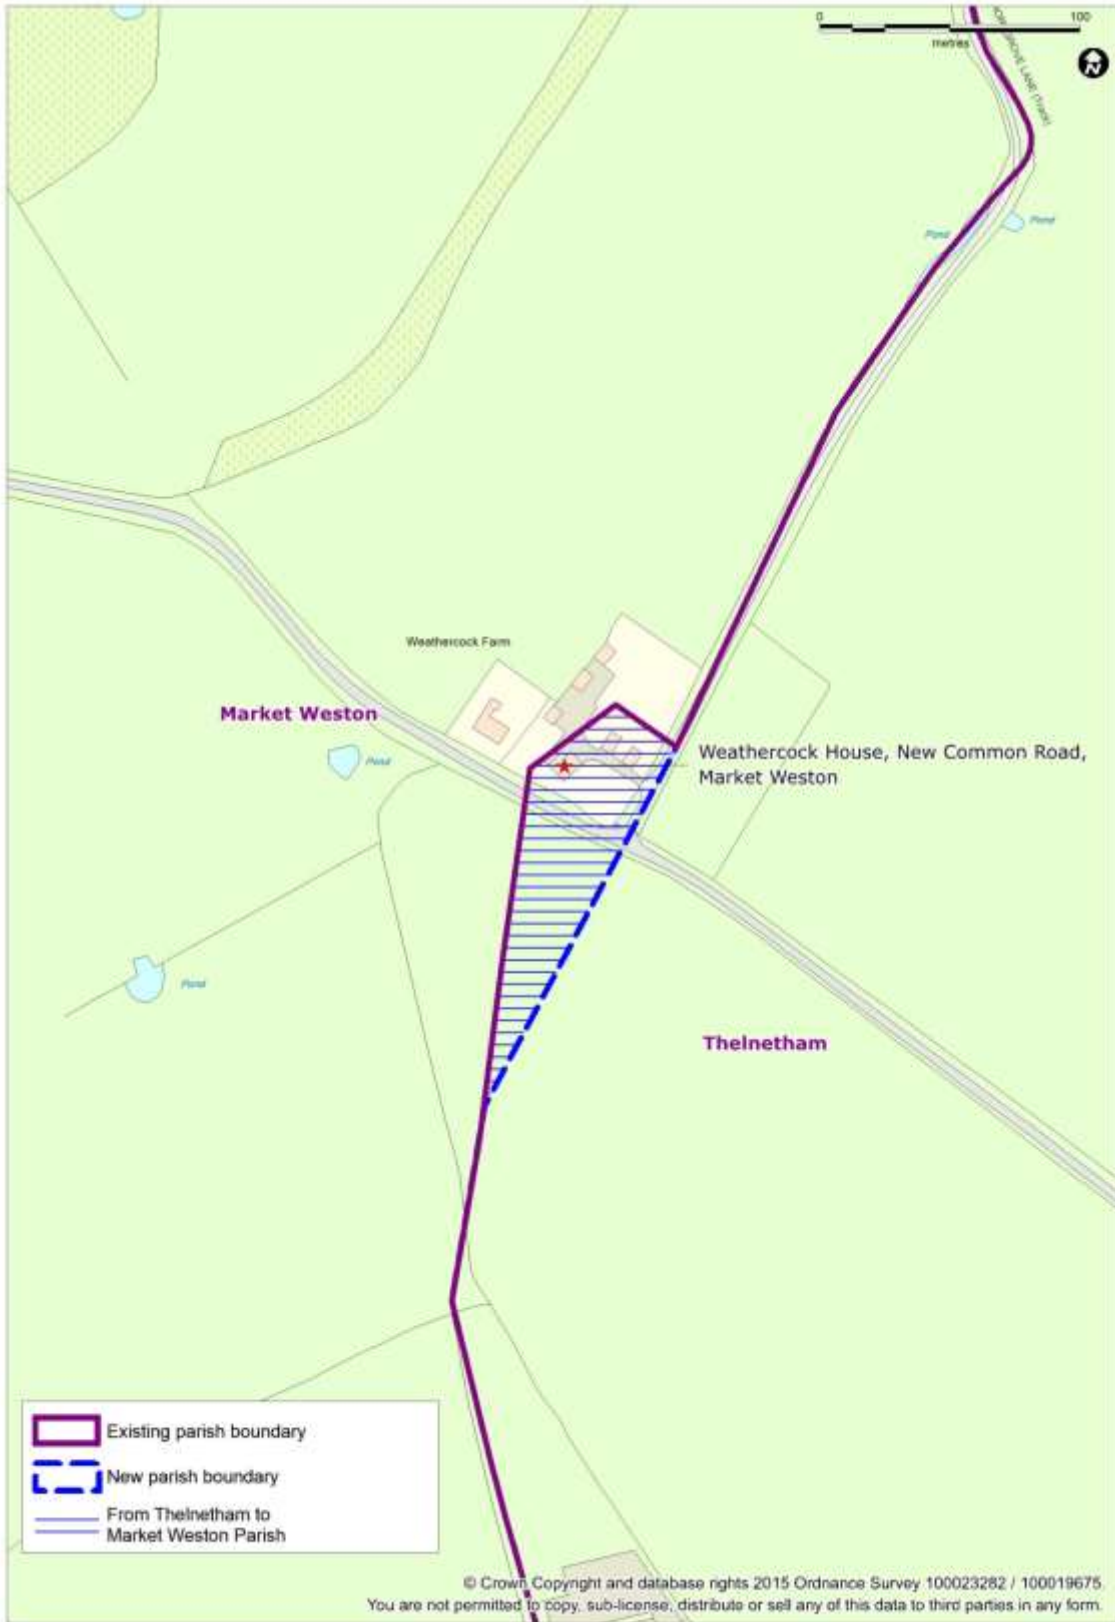 0 100
metres
N
GROVE LANE (Track)
Pond
Pond
Weathercock Farm
Market Weston
Pond
Weathercock House, New Common Road,
Market Weston
Pond
Thelnetham
Existing parish boundary
New parish boundary
From Thelnetham to
Market Weston Parish
© Crown Copyright and database rights 2015 Ordnance Survey 100023282 / 100019675.
You are not permitted to copy, sub-license, distribute or sell any of this data to third parties in any form.